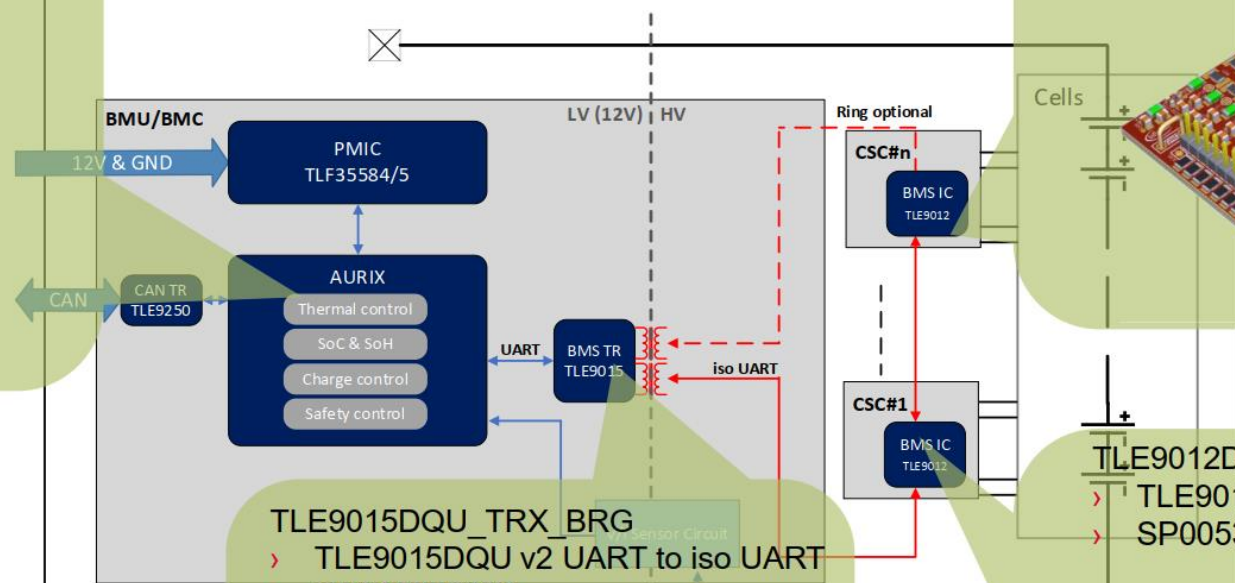 LV (12V) HV
BMU/BMC
12V & GND
PMIC
TLF35584/5
Ring optional
Cells
CSC#n
BMS IC
TLE9012
AURIX
Thermal control
SoC & SoH
Charge control
Safety control
CAN
CAN TR
TLE9250
UART
BMS TR
TLE9015
iso UART
CSC#1
BMS IC
TLE9012
Sensor Circuit
TLE9015DQU_TRX_BRG
› TLE9015DQU v2 UART to iso UART
TLE9012D
› TLE901
› SP0053